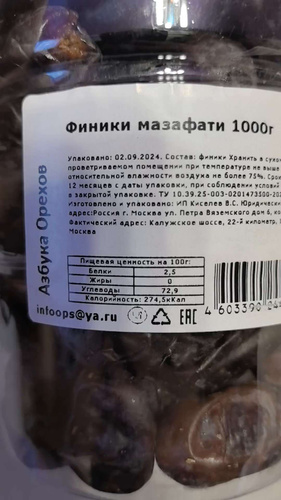 Финики мазафати 1000г
Азбука Орехов
Упаковано: 02.09.2024. Состав: финики Хранить в сухом
проветриваемом помещении при температуре не выше
относительной влажности воздуха не более 75%. Срок
12 месяцев с даты упаковки, при соблюдении условий
в закрытой упаковке. ТУ 10.39.25-003-0201473500-202
Изготовлено и упаковано: ИП Киселев В.С. Юридический
адрес:Россия г. Москва ул. Петра Вяземского дом 6, ко
Фактический адрес: Калужское шоссе, 22-й километр,
Москва
Пищевая ценность на 100г:
Белки 2,5
Жиры 0
Углеводы 72,9
Калорийность: 274,5кКал
infoops@ya.ru
EAC
4 603390